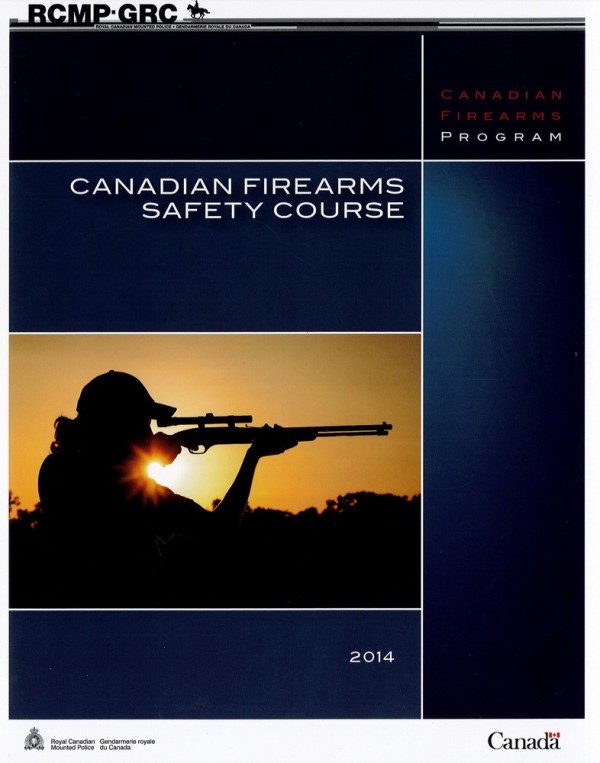 RCMP·GRC
ROYAL CANADIAN MOUNTED POLICE • GENDARMERIE ROYALE DU CANADA
CANADIAN
FIREARMS
PROGRAM
CANADIAN FIREARMS
SAFETY COURSE
2014
Royal Canadian Gendarmerie royale
Mounted Police du Canada
Canada